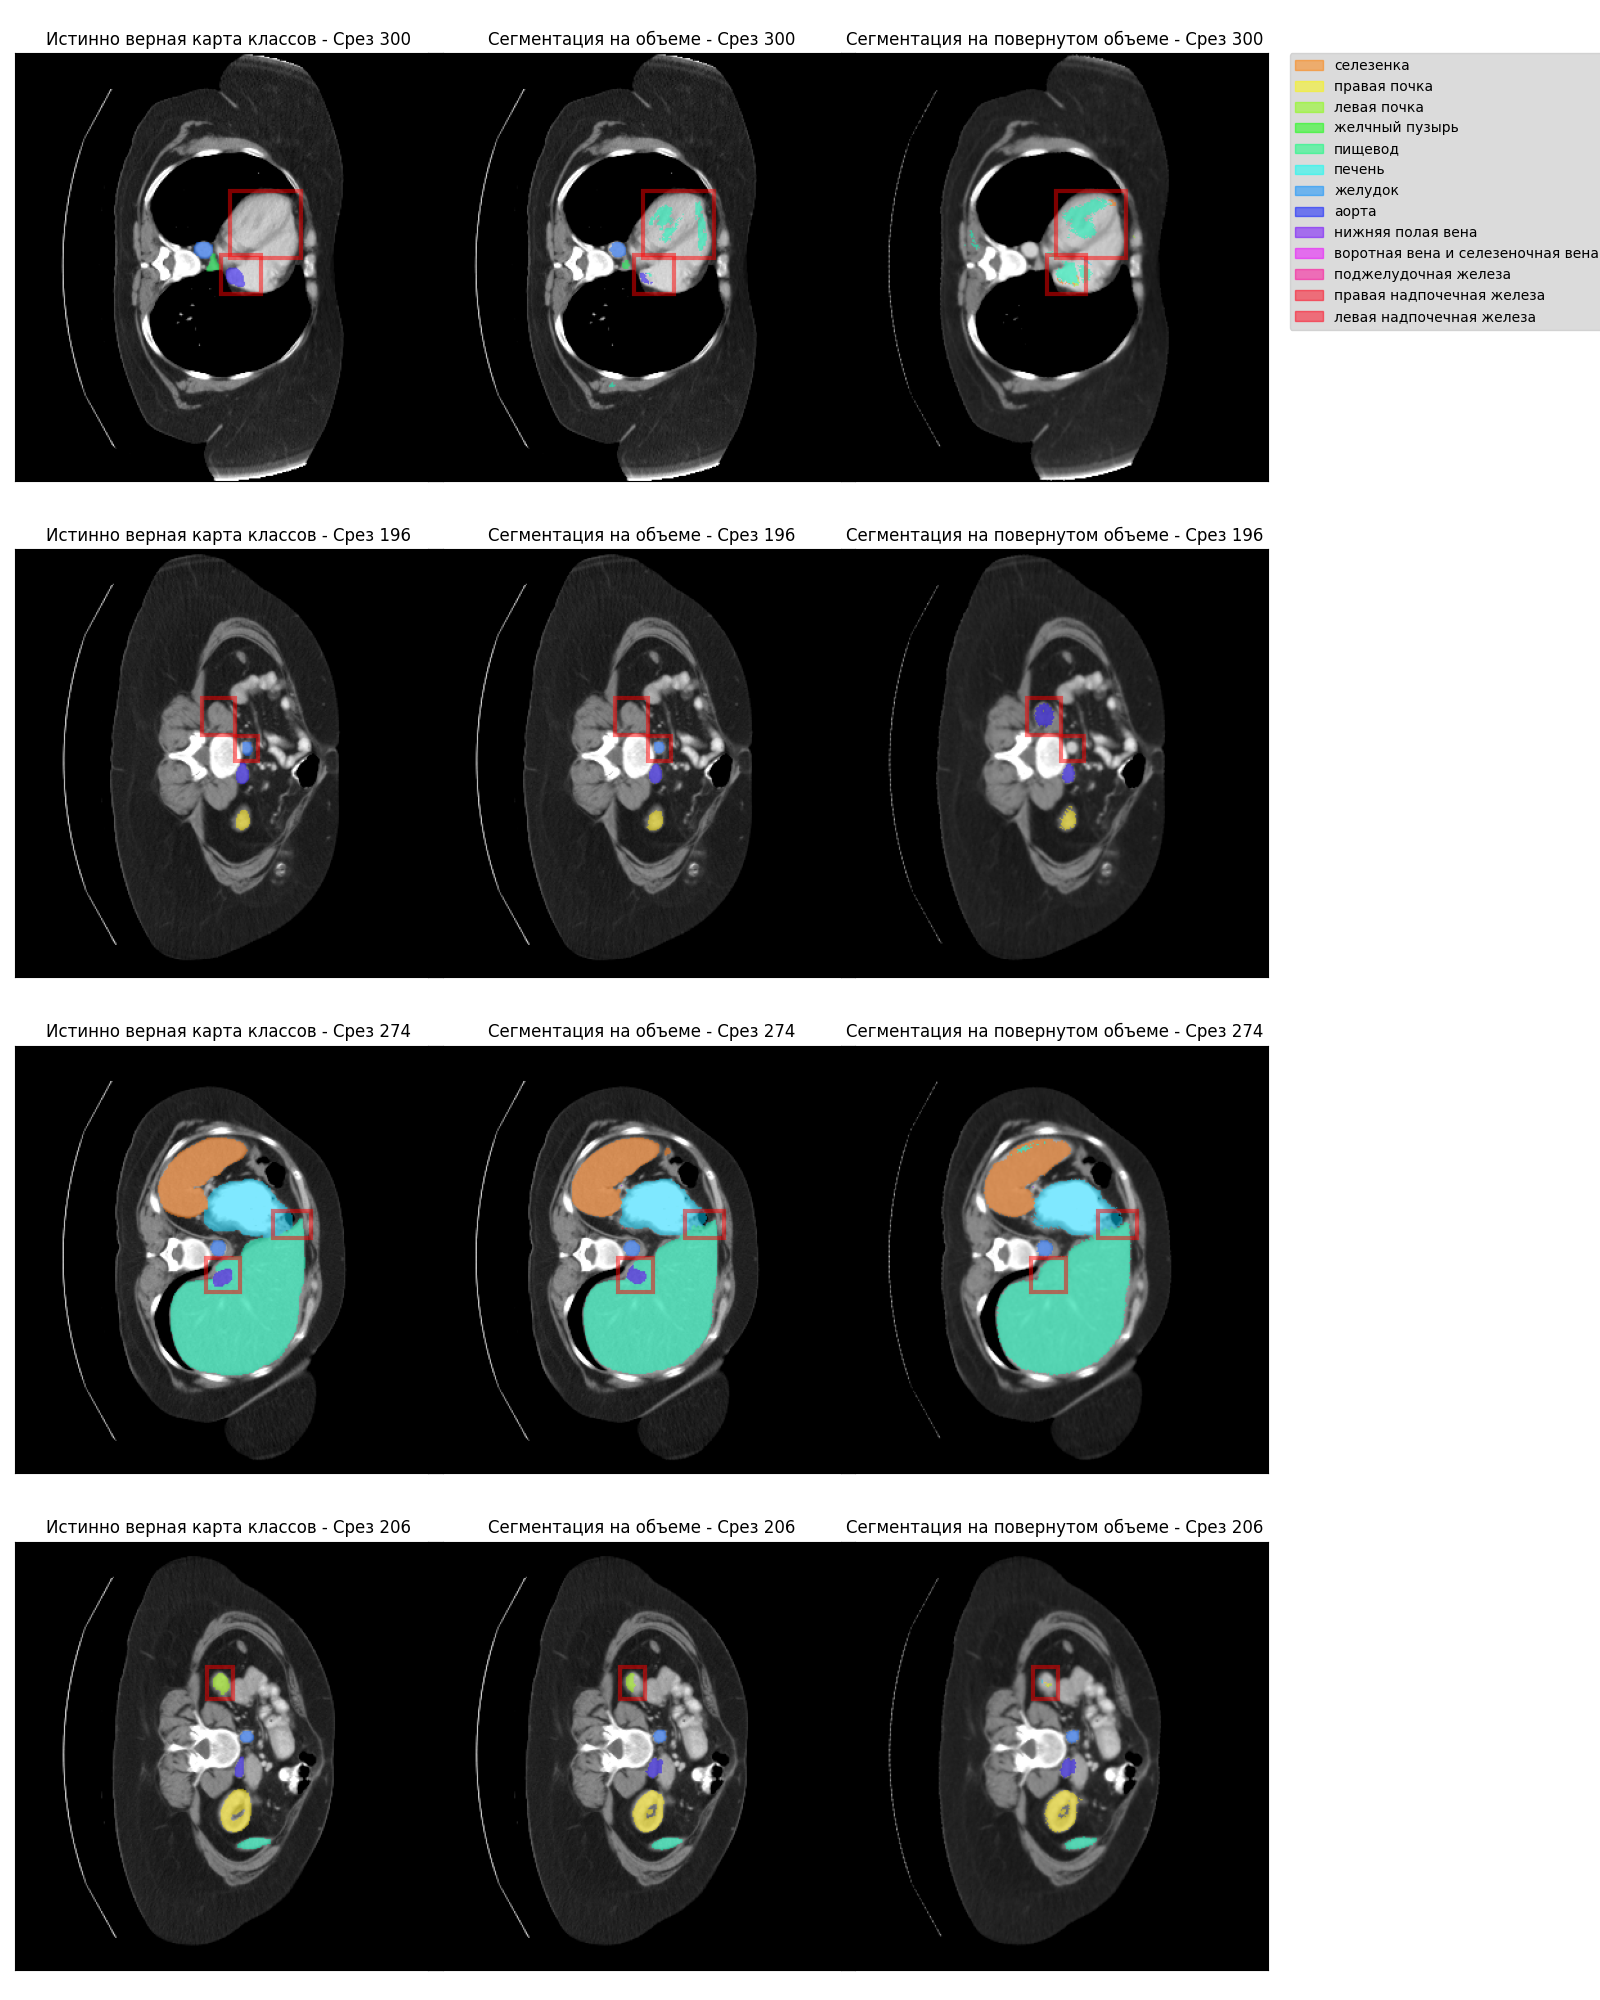 Истинно верная карта классов - Срез 300
Сегментация на объеме - Срез 300
Сегментация на повернутом объеме - Срез 300
селезенка
правая почка
левая почка
желчный пузырь
пищевод
печень
желудок
аорта
нижняя полая вена
воротная вена и селезеночная вена
поджелудочная железа
правая надпочечная железа
левая надпочечная железа
Истинно верная карта классов - Срез 196
Сегментация на объеме - Срез 196
Сегментация на повернутом объеме - Срез 196
Истинно верная карта классов - Срез 274
Сегментация на объеме - Срез 274
Сегментация на повернутом объеме - Срез 274
Истинно верная карта классов - Срез 206
Сегментация на объеме - Срез 206
Сегментация на повернутом объеме - Срез 206